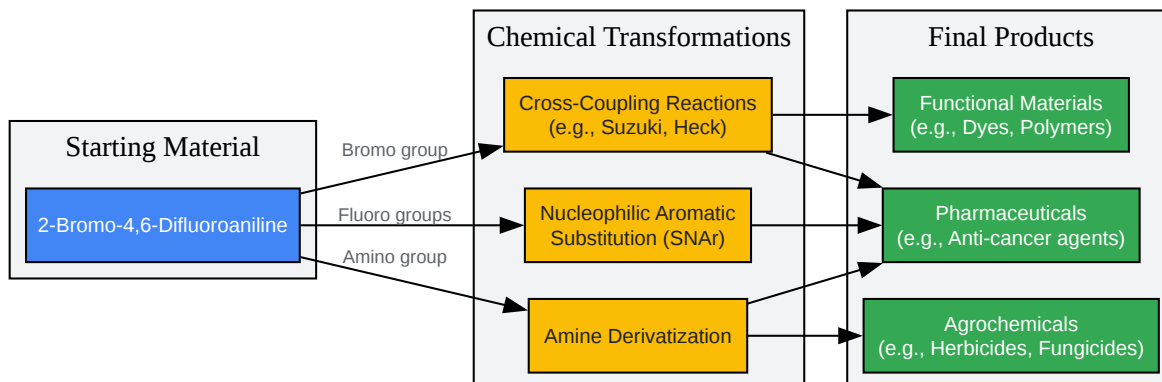 Starting Material
2-Bromo-4,6-Difluoroaniline
Bromo group
Fluoro groups
Amino group
Chemical Transformations
Cross-Coupling Reactions
(e.g., Suzuki, Heck)
Nucleophilic Aromatic
Substitution (SNAr)
Amine Derivatization
Final Products
Functional Materials
(e.g., Dyes, Polymers)
Pharmaceuticals
(e.g., Anti-cancer agents)
Agrochemicals
(e.g., Herbicides, Fungicides)